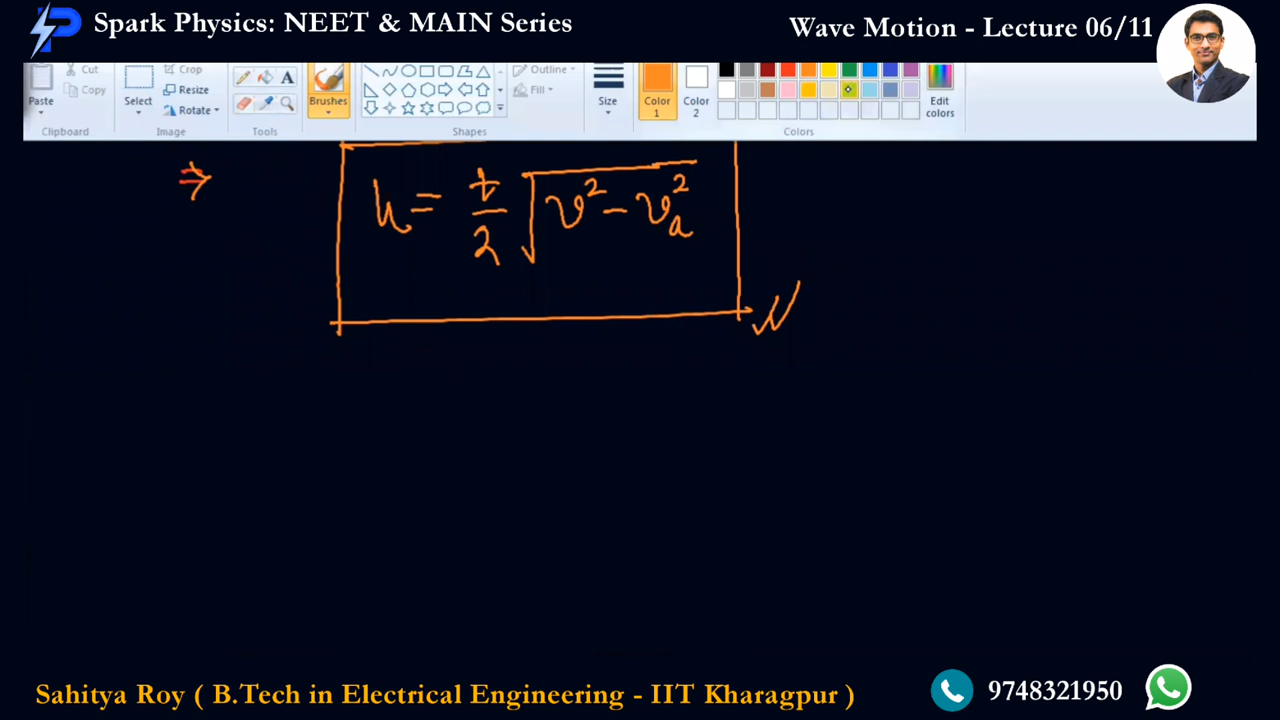 Spark Physics: NEET & MAIN Series
Wave Motion - Lecture 06/11
Paste
Cut
Copy
Clipboard
Select
Crop
Resize
Rotate
Image
Tools
Brushes
Outline
Fill
Shapes
Size
Color 1
Color 2
Edit colors
Colors
⇒ h = t/2 √(v² - vₐ²)
Sahitya Roy ( B.Tech in Electrical Engineering - IIT Kharagpur )
9748321950